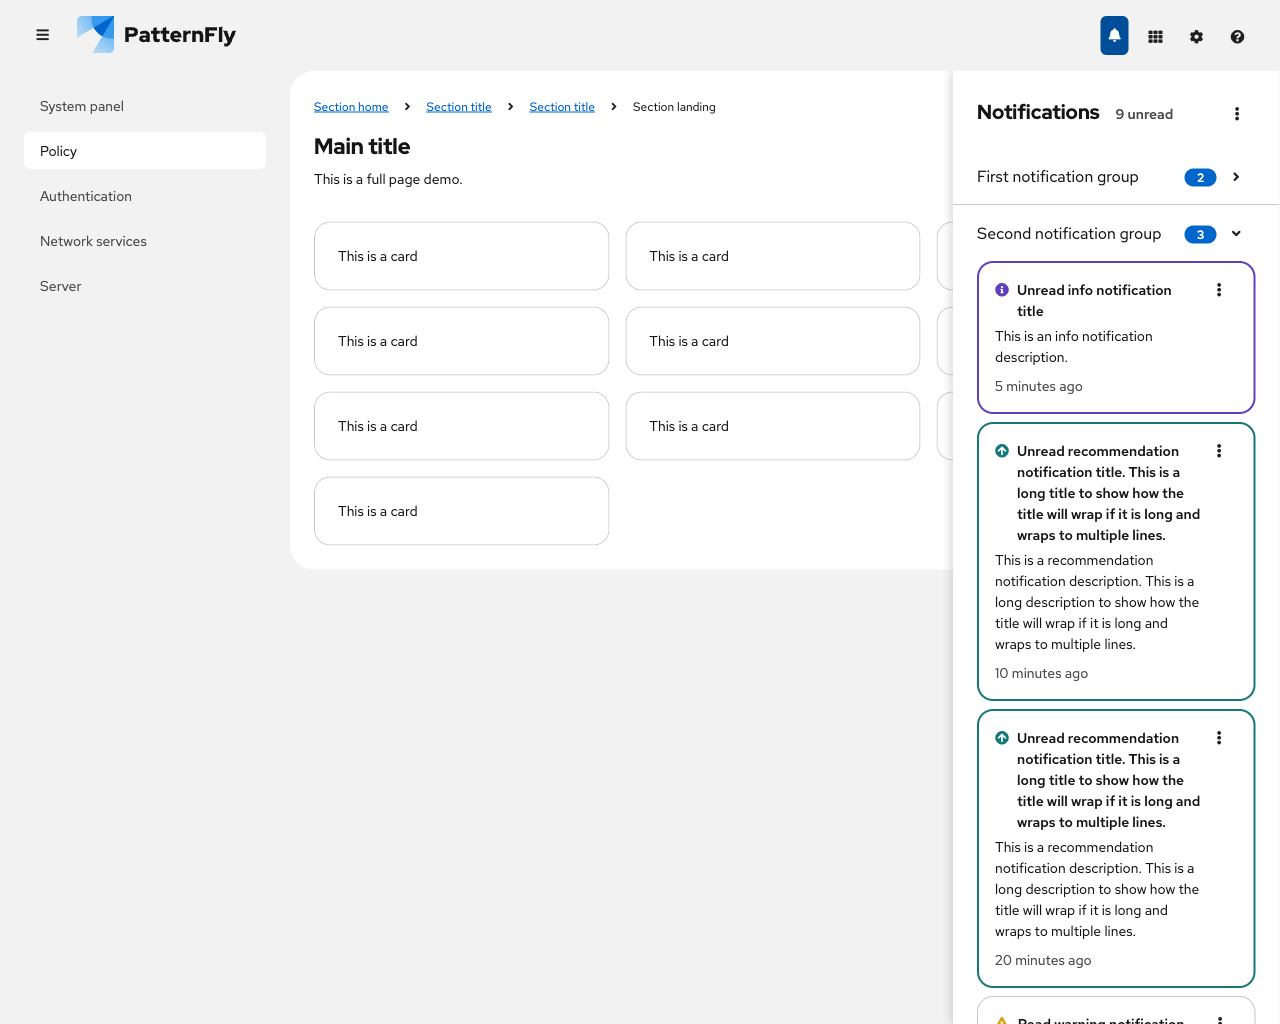 PatternFly
System panel
Policy
Authentication
Network services
Server
Section home
Section title
Section title
Section landing
Main title
This is a full page demo.
This is a card
This is a card
This is a card
This is a card
This is a card
This is a card
This is a card
Notifications
9 unread
First notification group
2
Second notification group
3
Unread info notification
title
This is an info notification
description.
5 minutes ago
Unread recommendation
notification title. This is a
long title to show how the
title will wrap if it is long and
wraps to multiple lines.
This is a recommendation
notification description. This is a
long description to show how the
title will wrap if it is long and
wraps to multiple lines.
10 minutes ago
Unread recommendation
notification title. This is a
long title to show how the
title will wrap if it is long and
wraps to multiple lines.
This is a recommendation
notification description. This is a
long description to show how the
title will wrap if it is long and
wraps to multiple lines.
20 minutes ago
Read warning notification